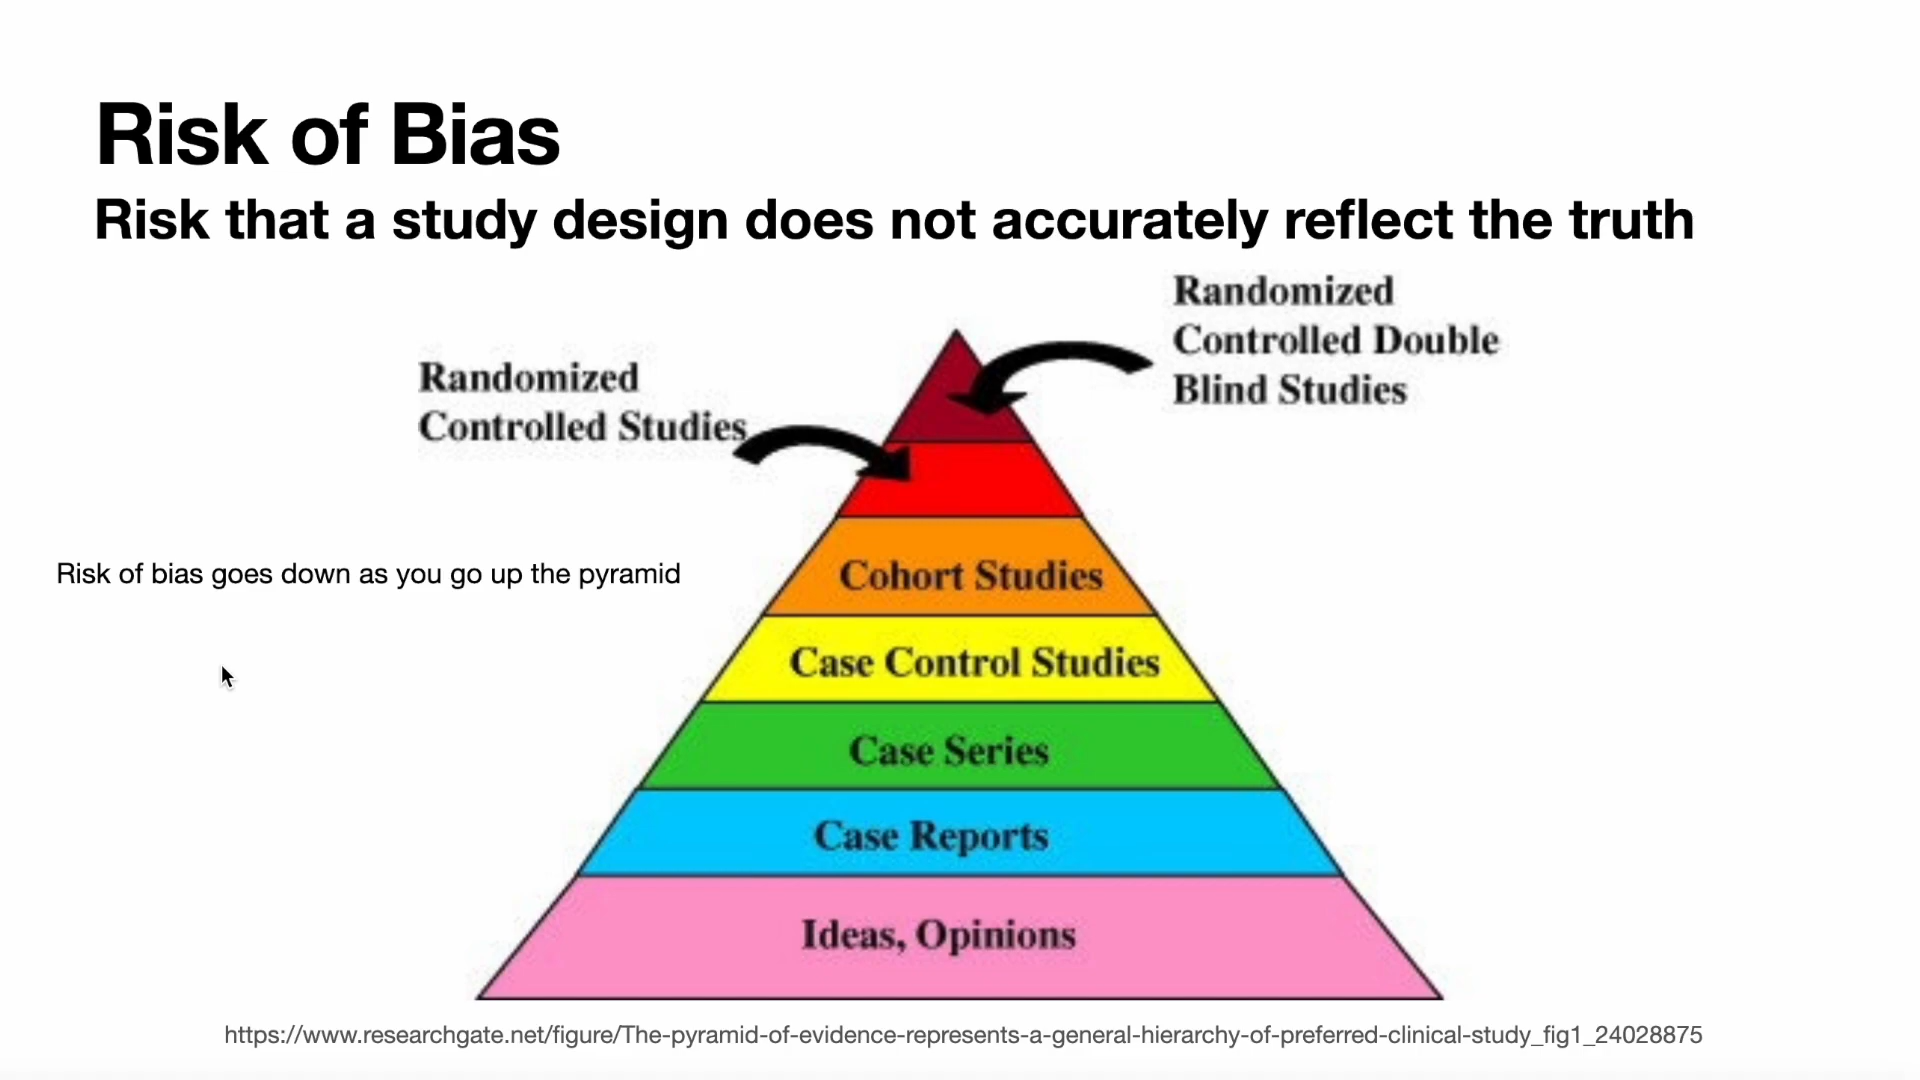 Risk of Bias
Risk that a study design does not accurately reflect the truth
Randomized
Controlled Double
Blind Studies
Randomized
Controlled Studies
Risk of bias goes down as you go up the pyramid
Cohort Studies
Case Control Studies
Case Series
Case Reports
Ideas, Opinions
https://www.researchgate.net/figure/The-pyramid-of-evidence-represents-a-general-hierarchy-of-preferred-clinical-study_fig1_24028875